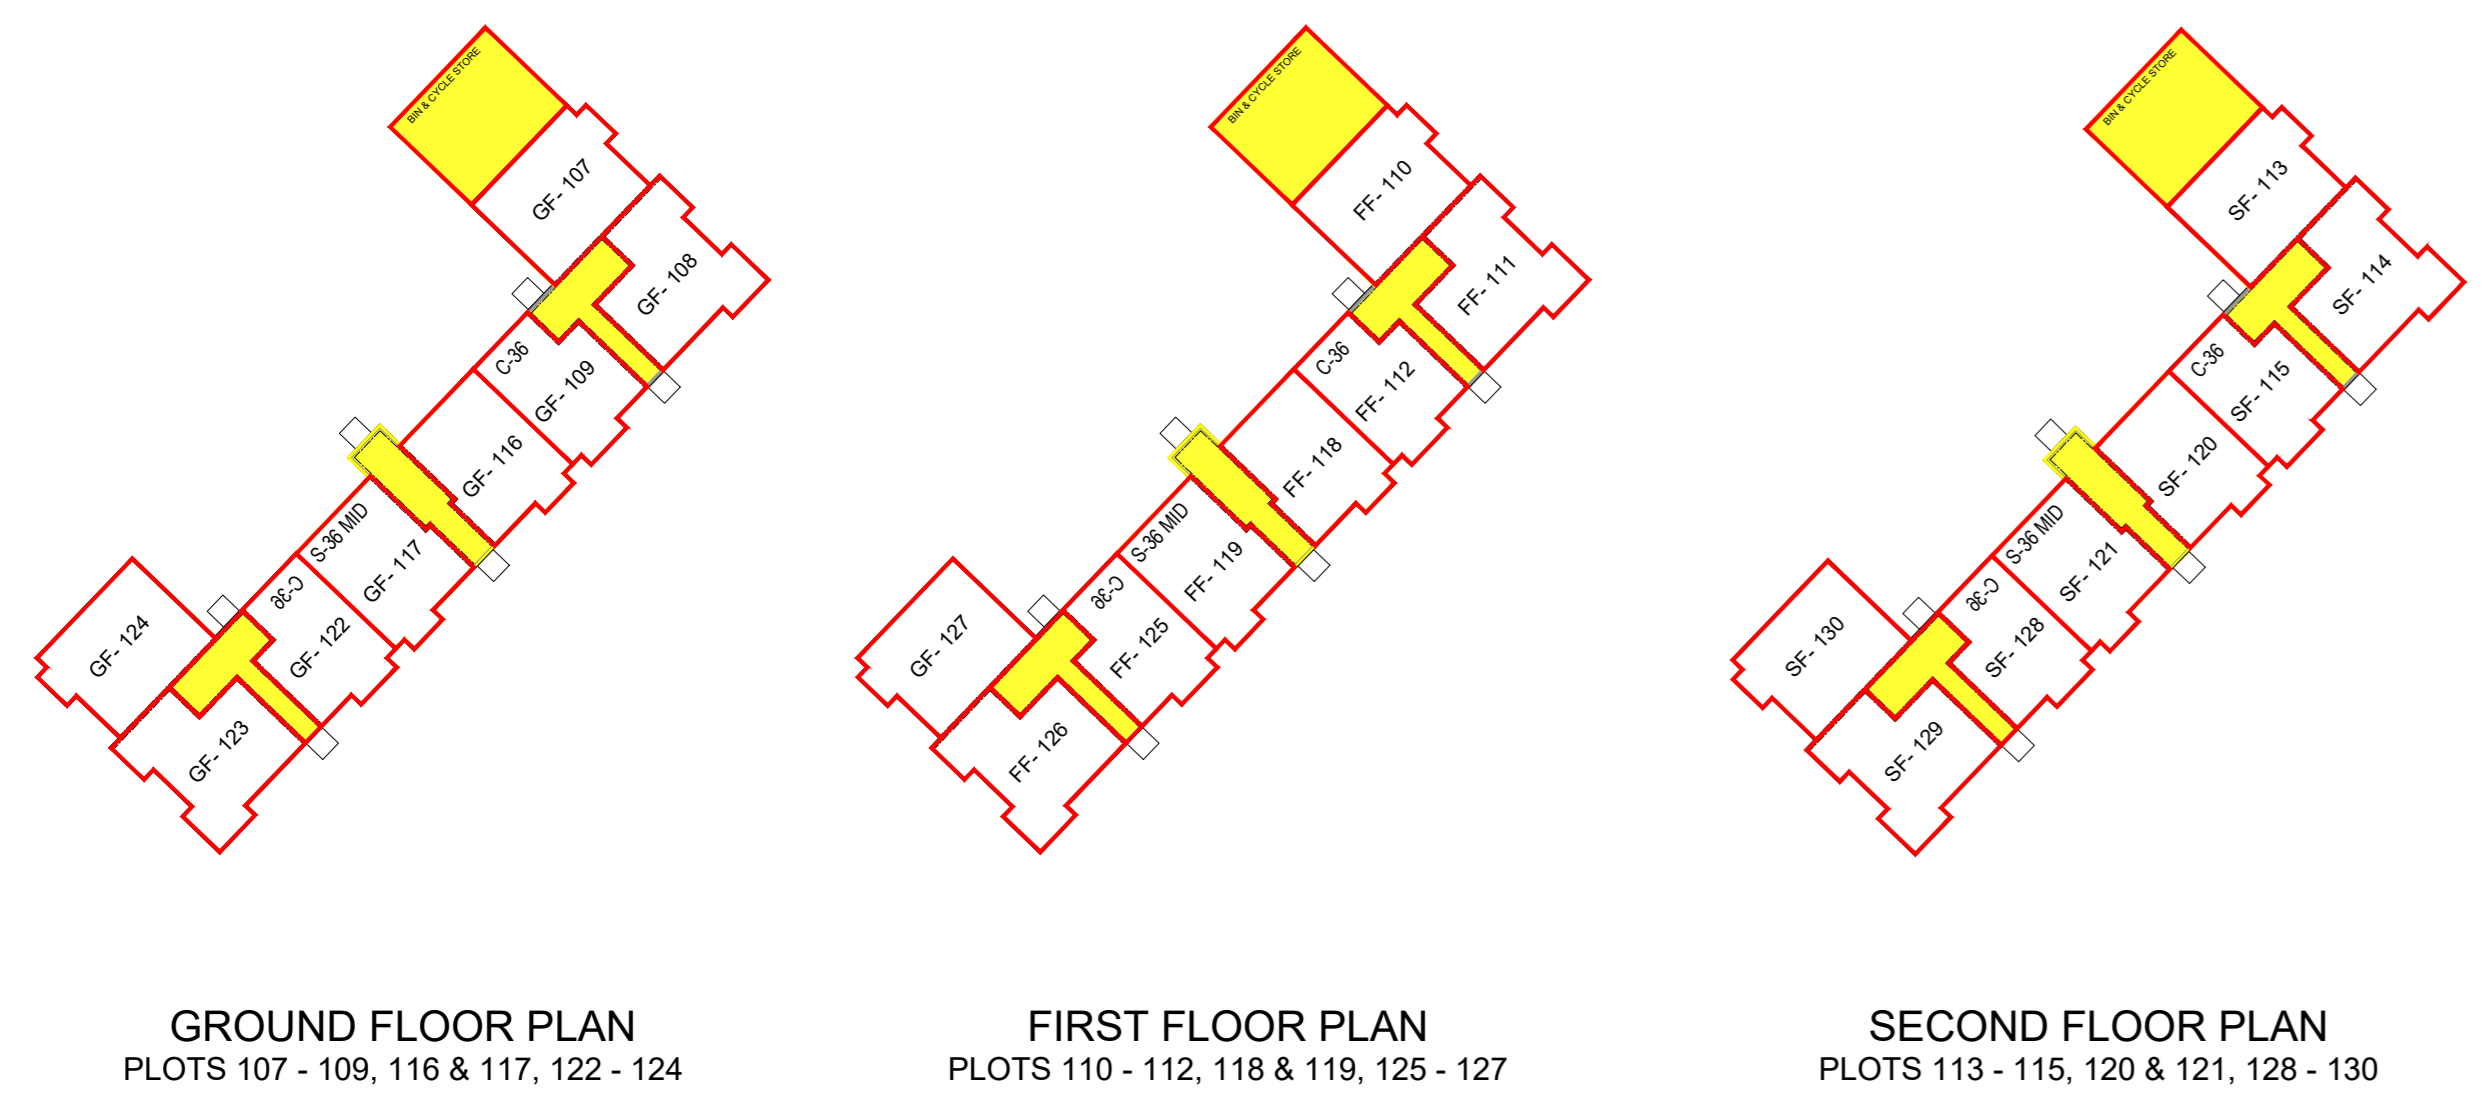 BIN & CYCLE STORE
GF- 107
GF- 108
C-36
GF- 109
GF- 116
S-36 MID
GF- 117
C-36
GF- 122
GF- 124
GF- 123
GROUND FLOOR PLAN
PLOTS 107 - 109, 116 & 117, 122 - 124
BIN & CYCLE STORE
FF- 110
FF- 111
C-36
FF- 112
FF- 118
S-36 MID
FF- 119
C-36
FF- 125
GF- 127
FF- 126
FIRST FLOOR PLAN
PLOTS 110 - 112, 118 & 119, 125 - 127
BIN & CYCLE STORE
SF- 113
SF- 114
C-36
SF- 115
SF- 120
S-36 MID
SF- 121
C-36
SF- 128
SF- 130
SF- 129
SECOND FLOOR PLAN
PLOTS 113 - 115, 120 & 121, 128 - 130